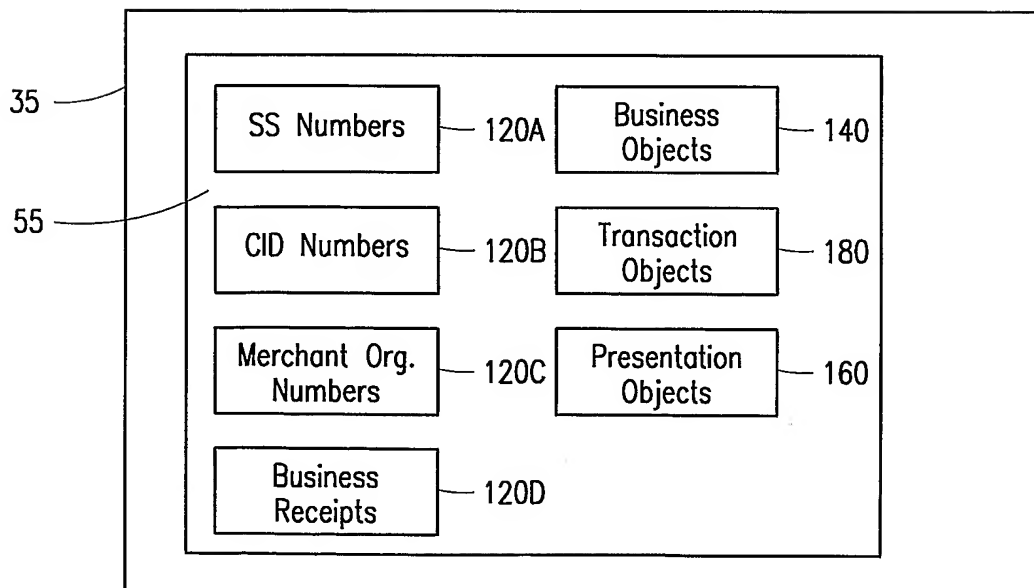 35
55
SS Numbers
120A
Business
Objects
140
CID Numbers
120B
Transaction
Objects
180
Merchant Org.
Numbers
120C
Presentation
Objects
160
Business
Receipts
120D